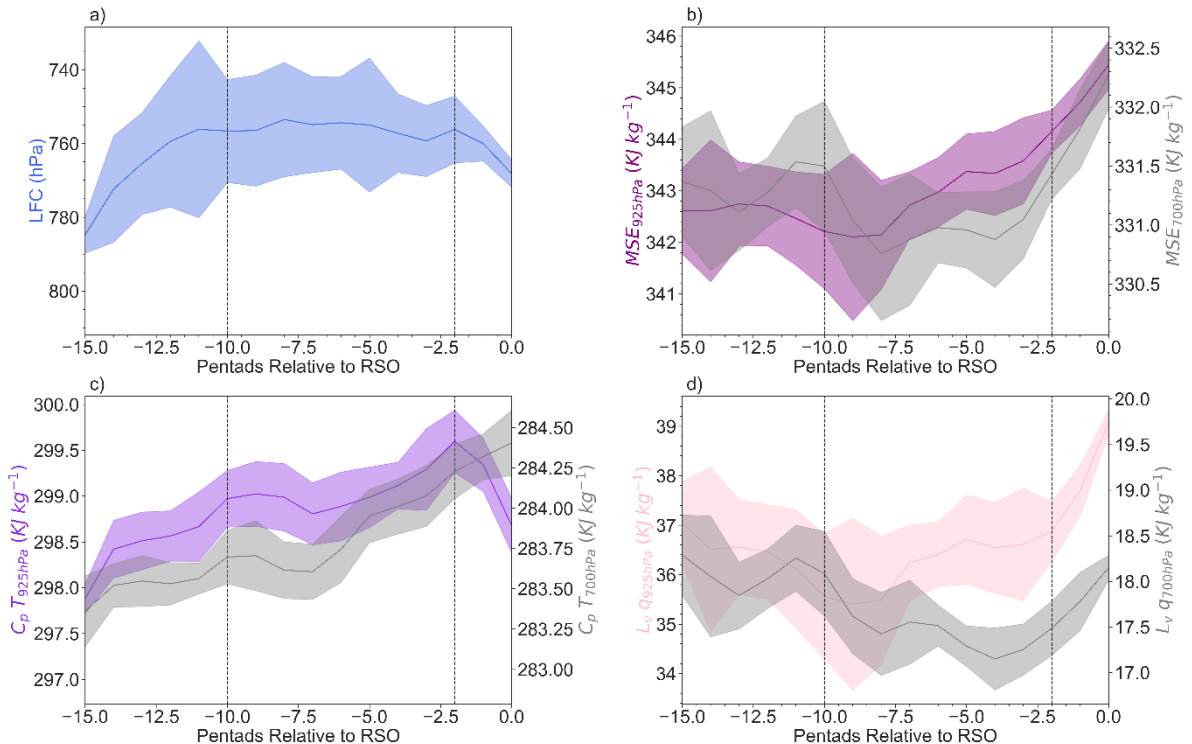 a)
740
760
780
800
LFC (hPa)
−15.0 −12.5 −10.0 −7.5 −5.0 −2.5 0.0
Pentads Relative to RSO
b)
346
345
344
343
342
341
MSE925hPa (KJ kg−1)
332.5
332.0
331.5
331.0
330.5
MSE700hPa (KJ kg−1)
−15.0 −12.5 −10.0 −7.5 −5.0 −2.5 0.0
Pentads Relative to RSO
c)
300.0
299.5
299.0
298.5
298.0
297.5
297.0
Cp T925hPa (KJ kg−1)
284.50
284.25
284.00
283.75
283.50
283.25
283.00
Cp T700hPa (KJ kg−1)
−15.0 −12.5 −10.0 −7.5 −5.0 −2.5 0.0
Pentads Relative to RSO
d)
39
38
37
36
35
34
Lv q925hPa (KJ kg−1)
20.0
19.5
19.0
18.5
18.0
17.5
17.0
Lv q700hPa (KJ kg−1)
−15.0 −12.5 −10.0 −7.5 −5.0 −2.5 0.0
Pentads Relative to RSO